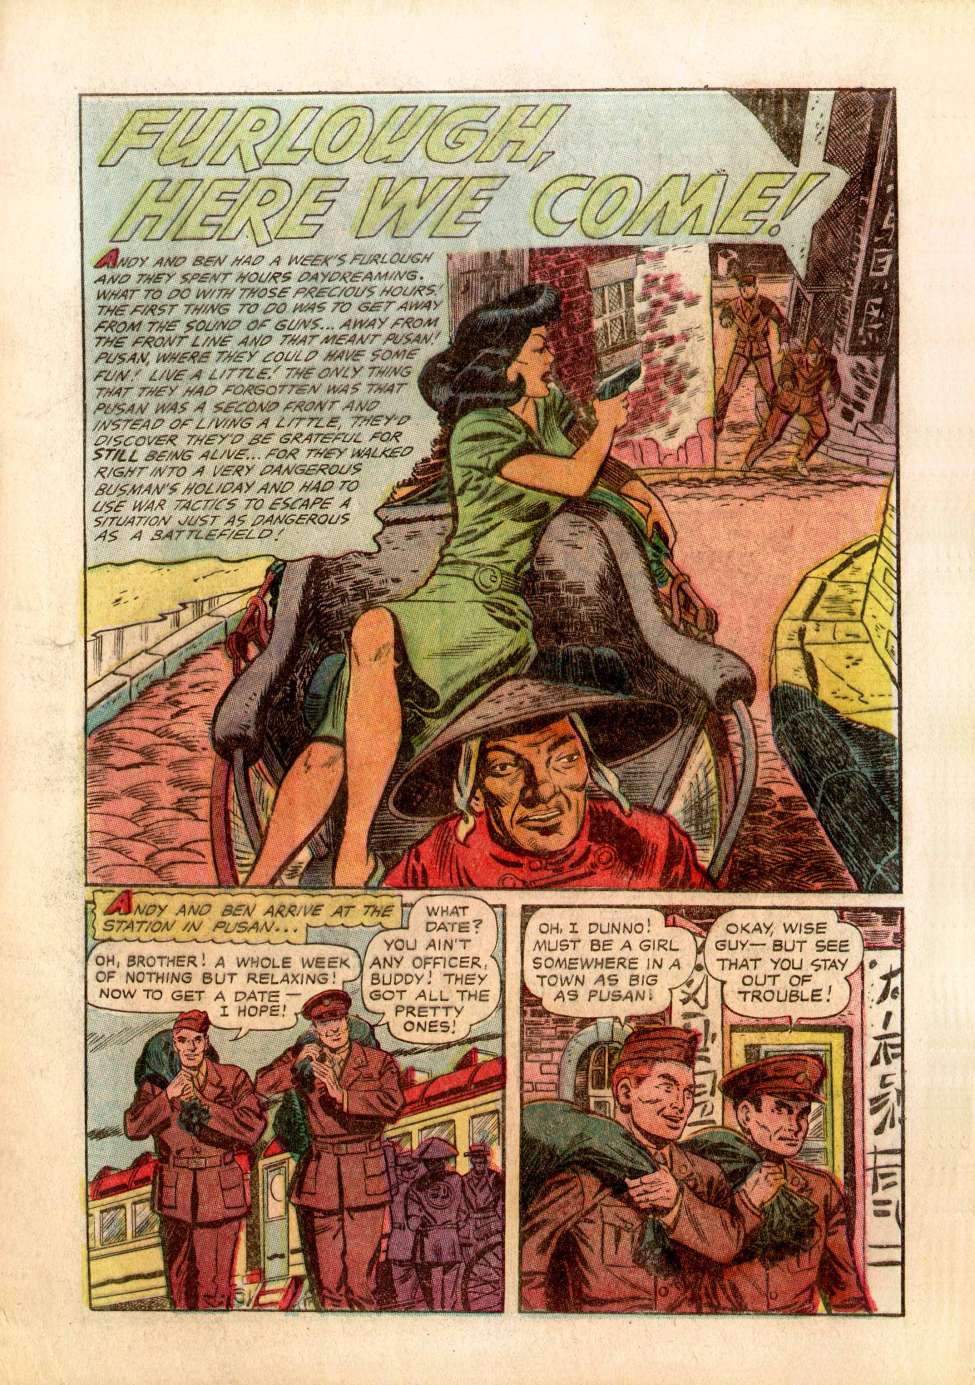 FURLOUGH,
HERE WE COME!
ANDY AND BEN HAD A WEEK'S FURLOUGH
AND THEY SPENT HOURS DAYDREAMING.
WHAT TO DO WITH THOSE PRECIOUS HOURS!
THE FIRST THING TO DO WAS TO GET AWAY
FROM THE SOUND OF GUNS... AWAY FROM
THE FRONT LINE AND THAT MEANT PUSAN!
PUSAN, WHERE THEY COULD HAVE SOME
FUN! LIVE A LITTLE! THE ONLY THING
THAT THEY HAD FORGOTTEN WAS THAT
PUSAN WAS A SECOND FRONT AND
INSTEAD OF LIVING A LITTLE, THEY'D
DISCOVER THEY'D BE GRATEFUL FOR
STILL BEING ALIVE... FOR THEY WALKED
RIGHT INTO A VERY DANGEROUS
BUSMAN'S HOLIDAY AND HAD TO
USE WAR TACTICS TO ESCAPE A
SITUATION JUST AS DANGEROUS
AS A BATTLEFIELD!
ANDY AND BEN ARRIVE AT THE
STATION IN PUSAN...
OH, BROTHER! A WHOLE WEEK
OF NOTHING BUT RELAXING!
NOW TO GET A DATE—
I HOPE!
WHAT
DATE?
YOU AIN'T
ANY OFFICER,
BUDDY! THEY
GOT ALL THE
PRETTY
ONES!
OH, I DUNNO!
MUST BE A GIRL
SOMEWHERE IN A
TOWN AS BIG
AS PUSAN!
OKAY, WISE
GUY—BUT SEE
THAT YOU STAY
OUT OF
TROUBLE!